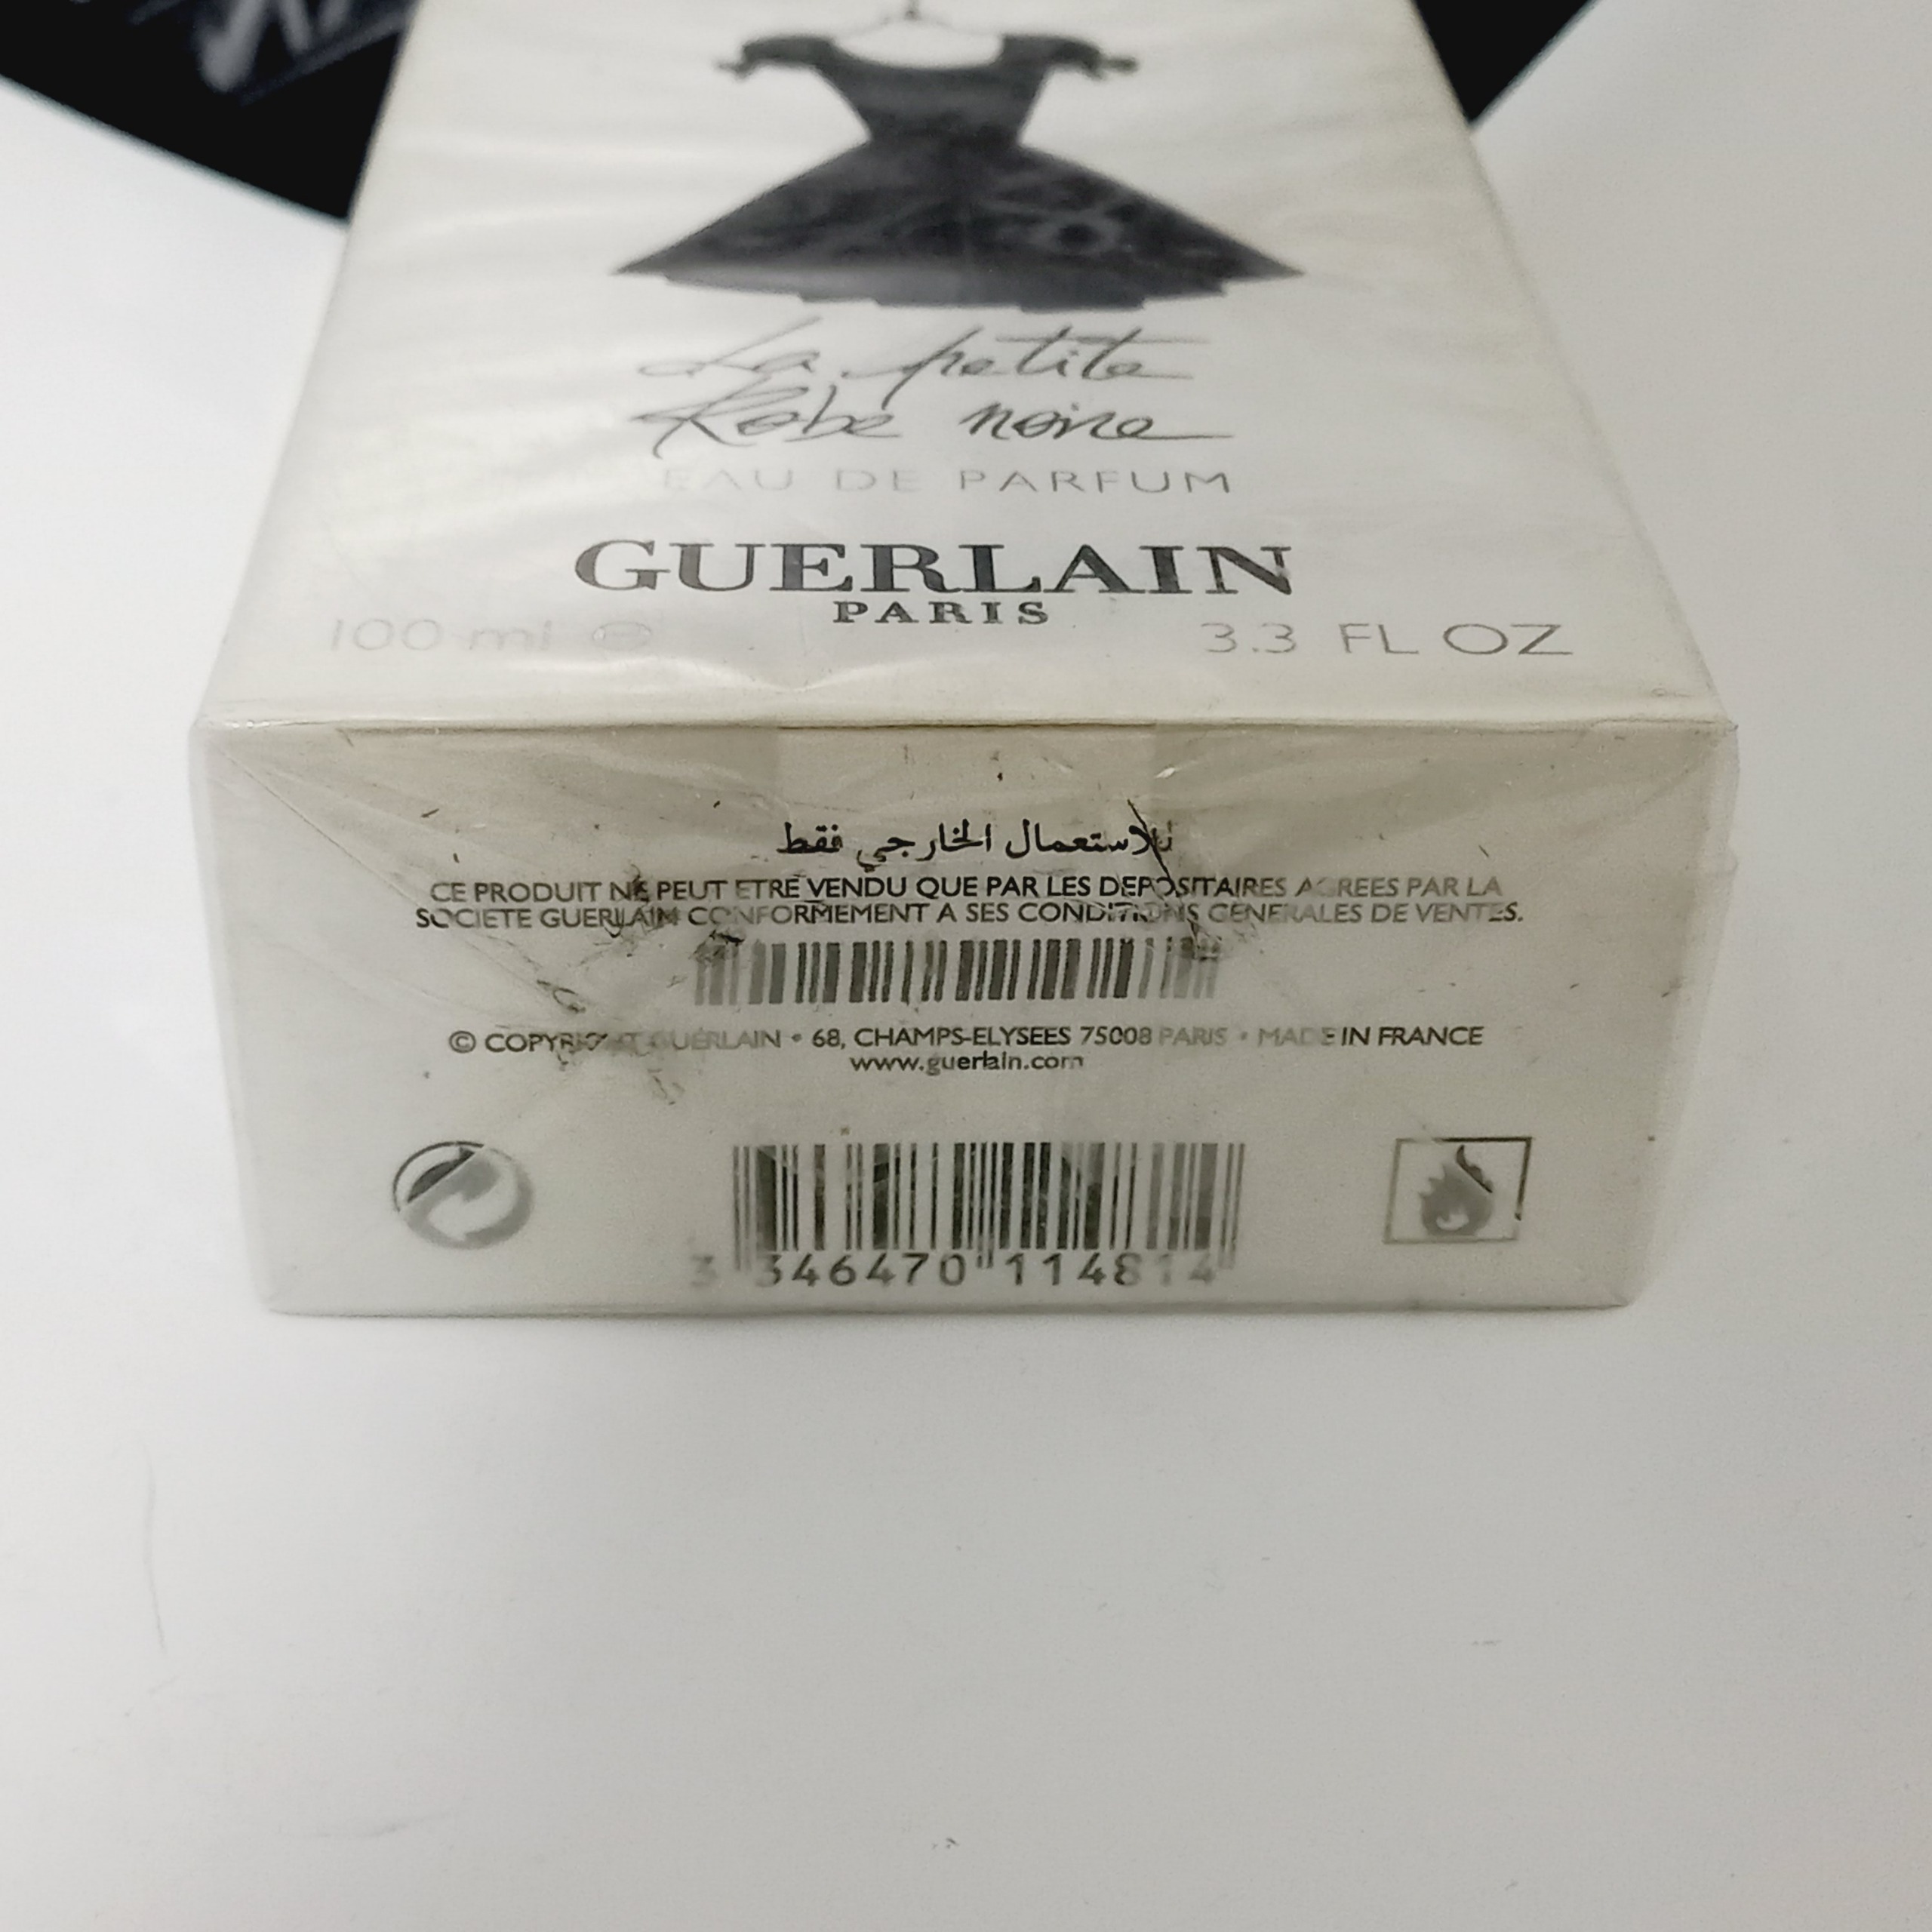 La petite
Robe noire
EAU DE PARFUM
GUERLAIN
PARIS
100 ml ℮ 3.3 FL OZ
للاستعمال الخارجي فقط
CE PRODUIT NE PEUT ETRE VENDU QUE PAR LES DEPOSITAIRES AGREES PAR LA
SOCIETE GUERLAIN CONFORMEMENT A SES CONDITIONS GENERALES DE VENTES.
© COPYRIGHT GUERLAIN • 68, CHAMPS-ELYSEES 75008 PARIS • MADE IN FRANCE
www.guerlain.com
3 346470 114814